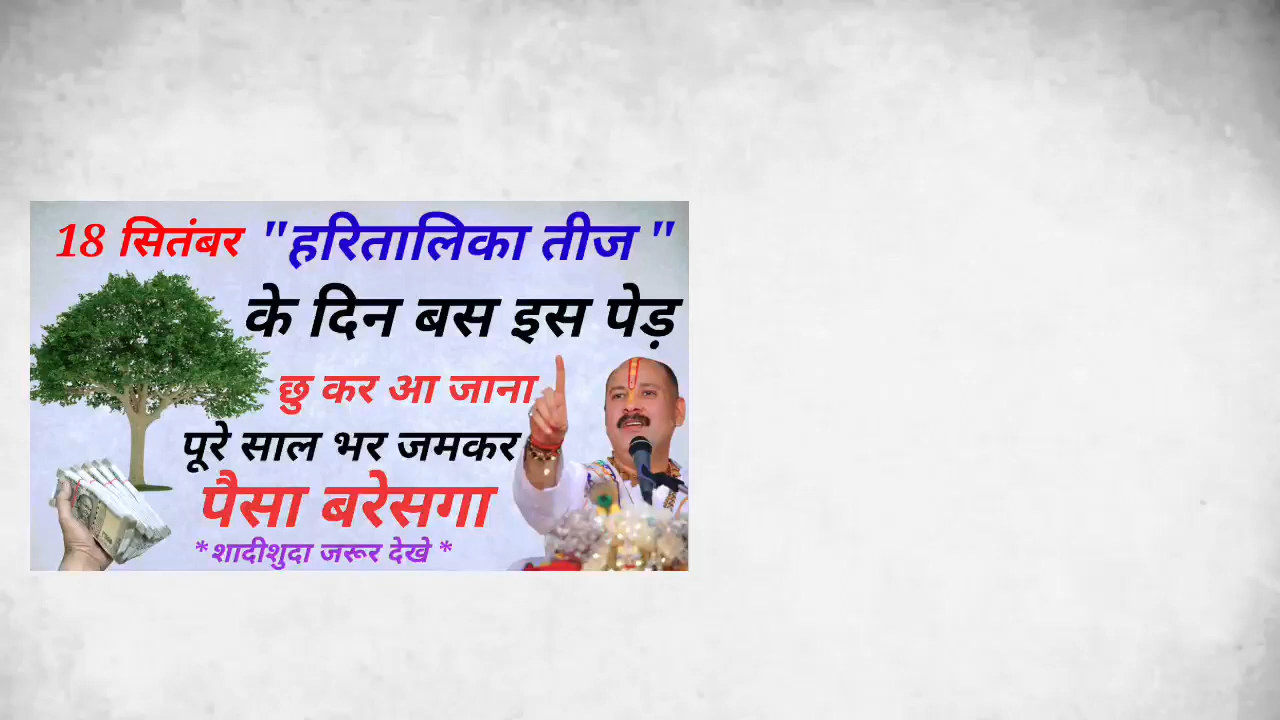 18 सितंबर "हरितालिका तीज "
के दिन बस इस पेड़
छु कर आ जाना
पूरे साल भर जमकर
पैसा बरेसगा
*शादीशुदा जरूर देखे *